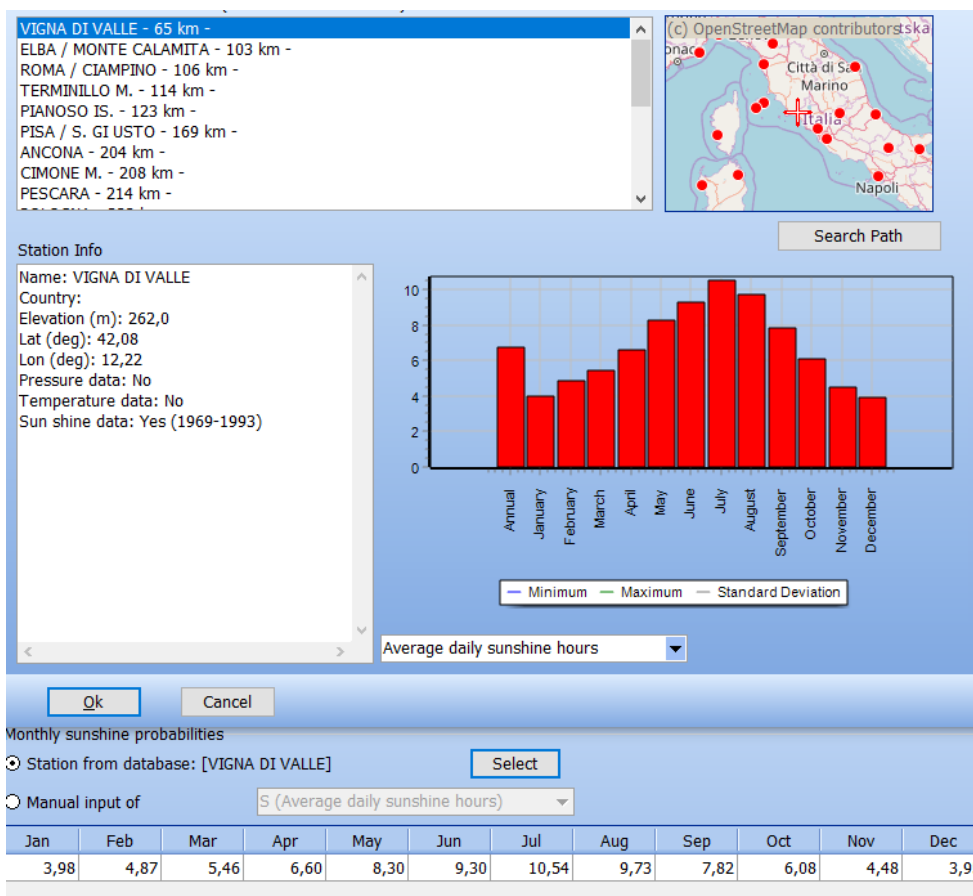 VIGNA DI VALLE - 65 km -
ELBA / MONTE CALAMITA - 103 km -
ROMA / CIAMPINO - 106 km -
TERMINILLO M. - 114 km -
PIANOSO IS. - 123 km -
PISA / S. GI USTO - 169 km -
ANCONA - 204 km -
CIMONE M. - 208 km -
PESCARA - 214 km -
(c) OpenStreetMap contributors
Città di
Marino
Italia
Napoli
Search Path
Station Info
Name: VIGNA DI VALLE
Country:
Elevation (m): 262,0
Lat (deg): 42,08
Lon (deg): 12,22
Pressure data: No
Temperature data: No
Sun shine data: Yes (1969-1993)
10
8
6
4
2
0
Annual
January
February
March
April
May
June
July
August
September
October
November
December
Minimum
Maximum
Standard Deviation
Average daily sunshine hours
Ok
Cancel
Monthly sunshine probabilities
Station from database: [VIGNA DI VALLE]
Select
Manual input of
S (Average daily sunshine hours)
Jan Feb Mar Apr May Jun Jul Aug Sep Oct Nov Dec
3,98 4,87 5,46 6,60 8,30 9,30 10,54 9,73 7,82 6,08 4,48 3,9